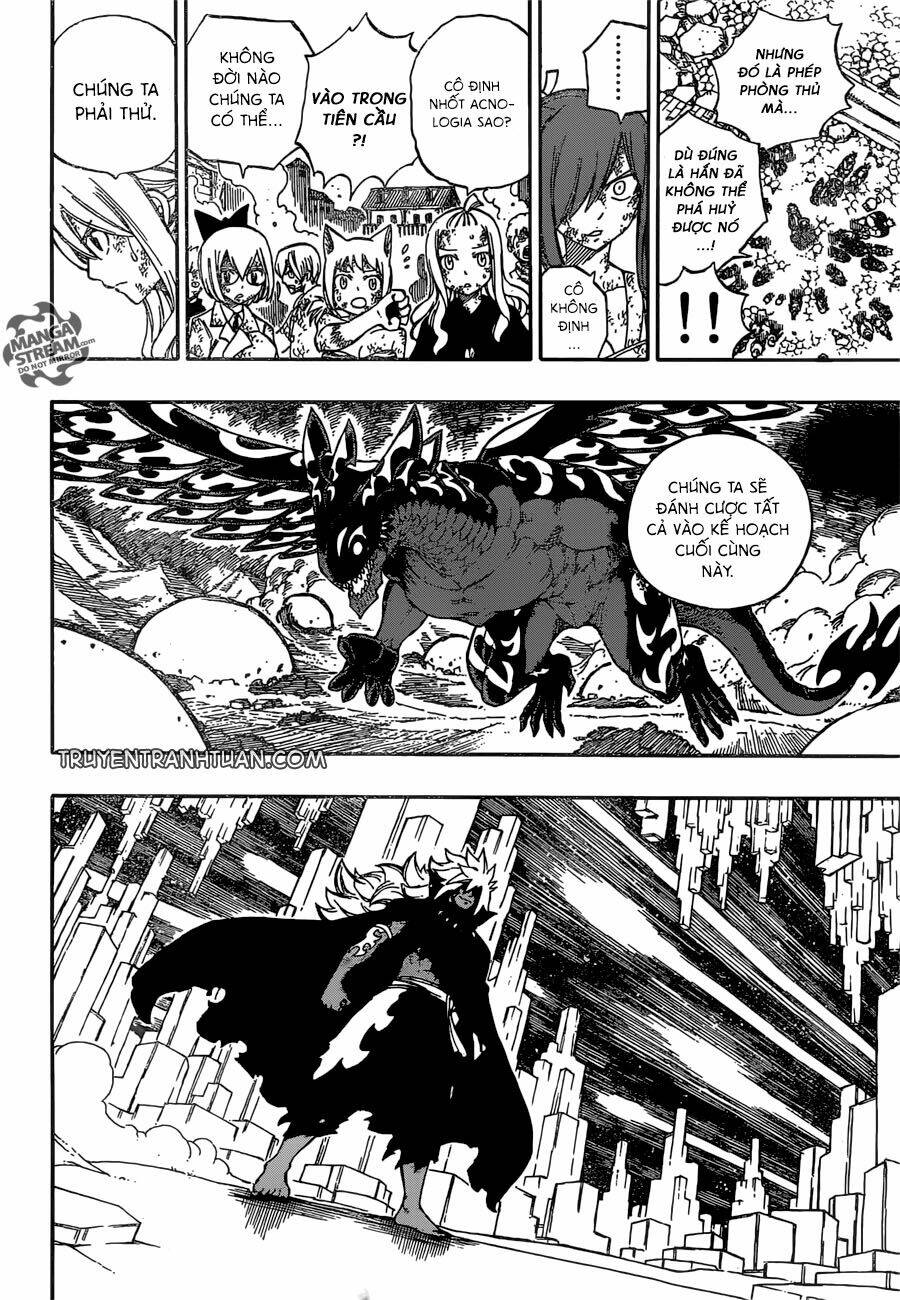 NHƯNG
ĐÓ LÀ PHÉP
PHÒNG THỦ
MÀ...
DÙ ĐÚNG
LÀ HẮN ĐÃ
KHÔNG THỂ
PHÁ HUỶ
ĐƯỢC NÓ
...!
!!
........
CÔ
KHÔNG
ĐỊNH
...
CÔ ĐỊNH
NHỐT ACNO-
LOGIA SAO?
VÀO TRONG
TIÊN CẦU
?!
KHÔNG
ĐỜI NÀO
CHÚNG TA
CÓ THỂ...
CHÚNG TA
PHẢI THỬ.
MANGA
STREAM.COM
DO NOT MIRROR
CHÚNG TA SẼ
ĐÁNH CƯỢC TẤT
CẢ VÀO KẾ HOẠCH
CUỐI CÙNG
NÀY.
TRUYENTRANHTUAN.COM